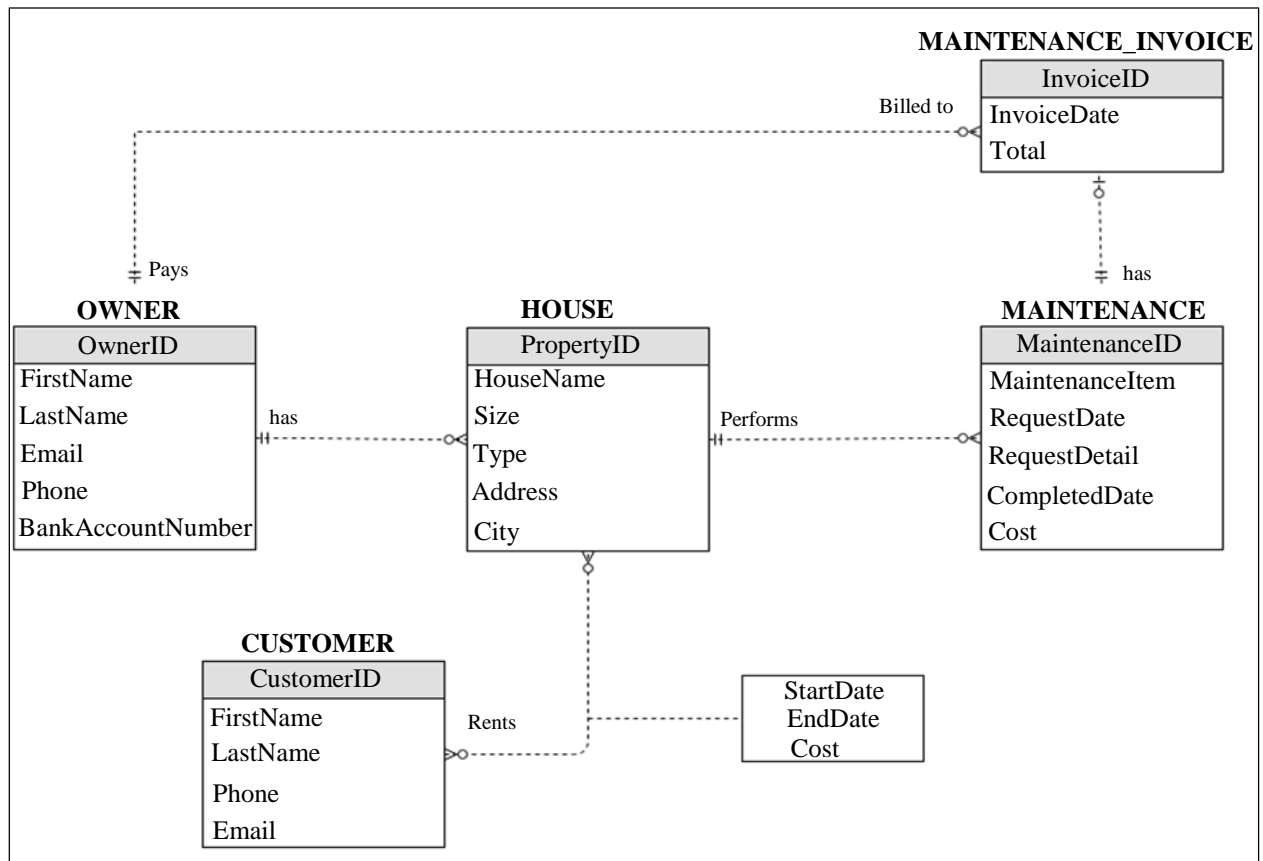 MAINTENANCE_INVOICE
InvoiceID
InvoiceDate
Total
Billed to
Pays
has
OWNER
OwnerID
FirstName
LastName
Email
Phone
BankAccountNumber
has
HOUSE
PropertyID
HouseName
Size
Type
Address
City
Performs
MAINTENANCE
MaintenanceID
MaintenanceItem
RequestDate
RequestDetail
CompletedDate
Cost
CUSTOMER
CustomerID
FirstName
LastName
Phone
Email
Rents
StartDate
EndDate
Cost